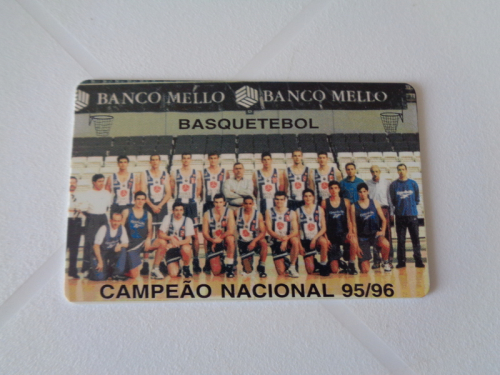 BANCO MELLO BANCO MELLO
BASQUETEBOL
CAMPEÃO NACIONAL 95/96